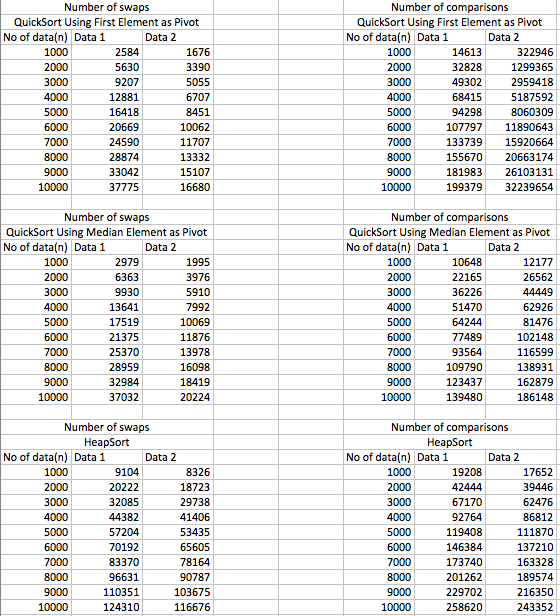 Number of swaps Number of comparisons
QuickSort Using First Element as Pivot QuickSort Using First Element as Pivot
No of data(n) Data 1 Data 2 No of data(n) Data 1 Data 2
1000 2584 1676 1000 14613 322946
2000 5630 3390 2000 32828 1299365
3000 9207 5055 3000 49302 2959418
4000 12881 6707 4000 68415 5187592
5000 16418 8451 5000 94298 8060309
6000 20669 10062 6000 107797 11890643
7000 24590 11707 7000 133739 15920664
8000 28874 13332 8000 155670 20663174
9000 33042 15107 9000 181983 26103131
10000 37775 16680 10000 199379 32239654
Number of swaps Number of comparisons
QuickSort Using Median Element as Pivot QuickSort Using Median Element as Pivot
No of data(n) Data 1 Data 2 No of data(n) Data 1 Data 2
1000 2979 1995 1000 10648 12177
2000 6363 3976 2000 22165 26562
3000 9930 5910 3000 36226 44449
4000 13641 7992 4000 51470 62926
5000 17519 10069 5000 64244 81476
6000 21375 11876 6000 77489 102148
7000 25370 13978 7000 93564 116599
8000 28959 16098 8000 109790 138931
9000 32984 18419 9000 123437 162879
10000 37032 20224 10000 139480 186148
Number of swaps Number of comparisons
HeapSort HeapSort
No of data(n) Data 1 Data 2 No of data(n) Data 1 Data 2
1000 9104 8326 1000 19208 17652
2000 20222 18723 2000 42444 39446
3000 32085 29738 3000 67170 62476
4000 44382 41406 4000 92764 86812
5000 57204 53435 5000 119408 111870
6000 70192 65605 6000 146384 137210
7000 83370 78164 7000 173740 163328
8000 96631 90787 8000 201262 189574
9000 110351 103675 9000 229702 216350
10000 124310 116676 10000 258620 243352